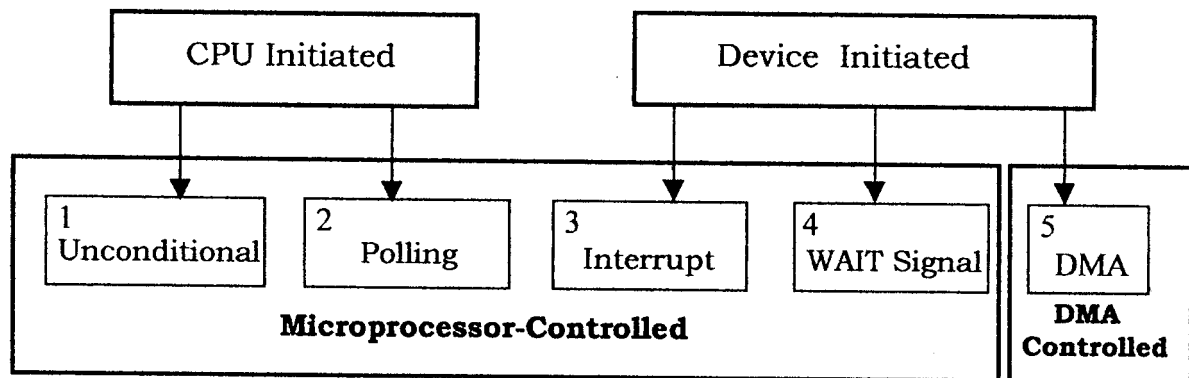 CPU Initiated
Device Initiated
1
Unconditional
2
Polling
3
Interrupt
4
WAIT Signal
5
DMA
Microprocessor-Controlled
DMA
Controlled